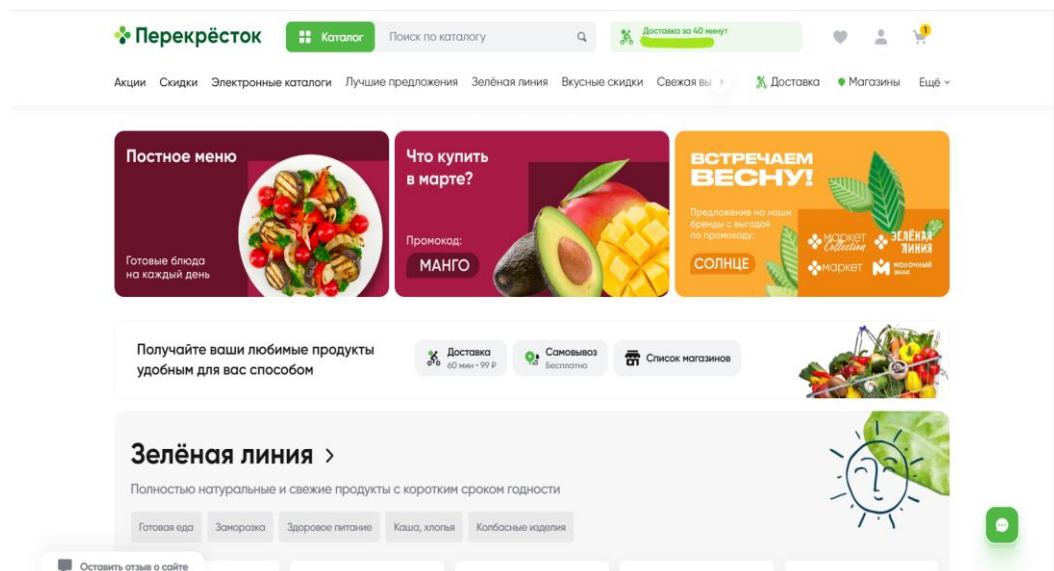 Перекрёсток
Каталог
Поиск по каталогу
Доставка за 40 минут
1
Акции Скидки Электронные каталоги Лучшие предложения Зелёная линия Вкусные скидки Свежая вы
Доставка
Магазины
Ещё
Постное меню
Готовые блюда
на каждый день
Что купить
в марте?
Промокод:
МАНГО
ВСТРЕЧАЕМ
ВЕСНУ!
Предложение на наши
бренды с выгодой
по промокоду:
СОЛНЦЕ
маркет
Collection
ЗЕЛЁНАЯ
ЛИНИЯ
маркет
молочный
знак
Получайте ваши любимые продукты
удобным для вас способом
Доставка
60 мин • 99 ₽
Самовывоз
Бесплатно
Список магазинов
Зелёная линия
Полностью натуральные и свежие продукты с коротким сроком годности
Готовая еда
Заморозка
Здоровое питание
Каша, хлопья
Колбасные изделия
Оставить отзыв о сайте